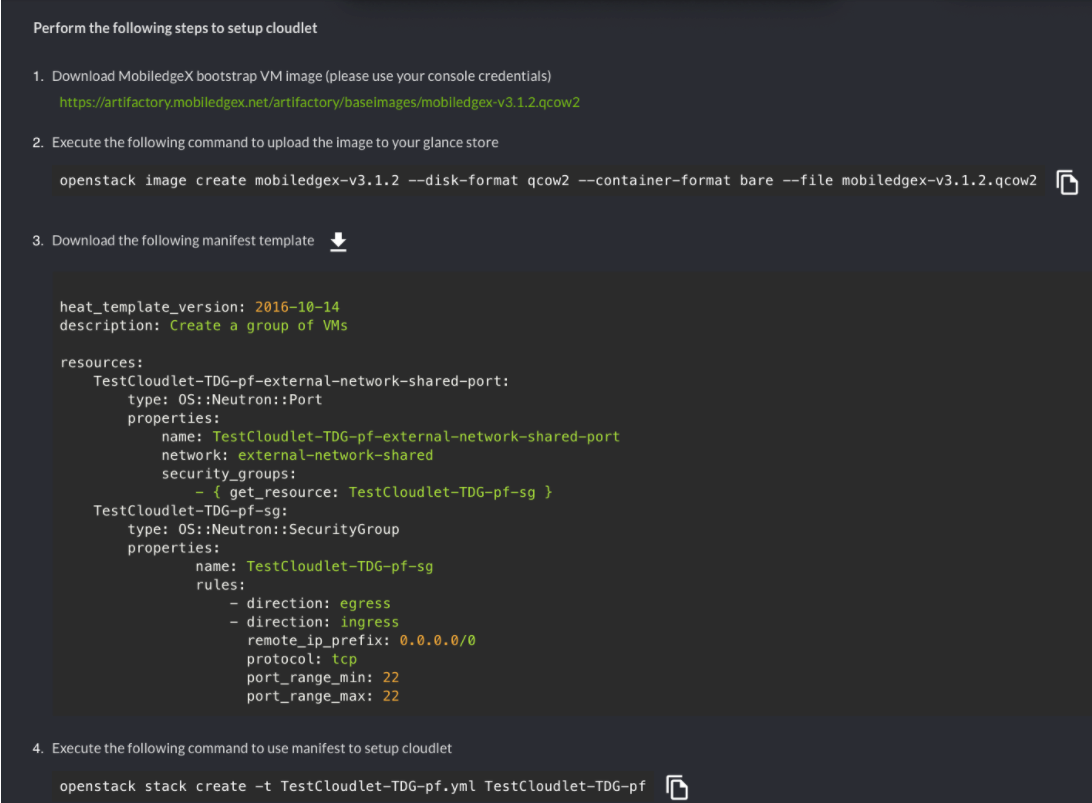 Perform the following steps to setup cloudlet
1. Download MobiledgeX bootstrap VM image (please use your console credentials)
https://artifactory.mobiledgex.net/artifactory/baseimages/mobiledgex-v3.1.2.qcow2
2. Execute the following command to upload the image to your glance store
openstack image create mobiledgex-v3.1.2 --disk-format qcow2 --container-format bare --file mobiledgex-v3.1.2.qcow2
3. Download the following manifest template
heat_template_version: 2016-10-14
description: Create a group of VMs
resources:
    TestCloudlet-TDG-pf-external-network-shared-port:
        type: OS::Neutron::Port
        properties:
            name: TestCloudlet-TDG-pf-external-network-shared-port
            network: external-network-shared
            security_groups:
                - { get_resource: TestCloudlet-TDG-pf-sg }
    TestCloudlet-TDG-pf-sg:
        type: OS::Neutron::SecurityGroup
        properties:
                name: TestCloudlet-TDG-pf-sg
                rules:
                    - direction: egress
                    - direction: ingress
                      remote_ip_prefix: 0.0.0.0/0
                      protocol: tcp
                      port_range_min: 22
                      port_range_max: 22
4. Execute the following command to use manifest to setup cloudlet
openstack stack create -t TestCloudlet-TDG-pf.yml TestCloudlet-TDG-pf